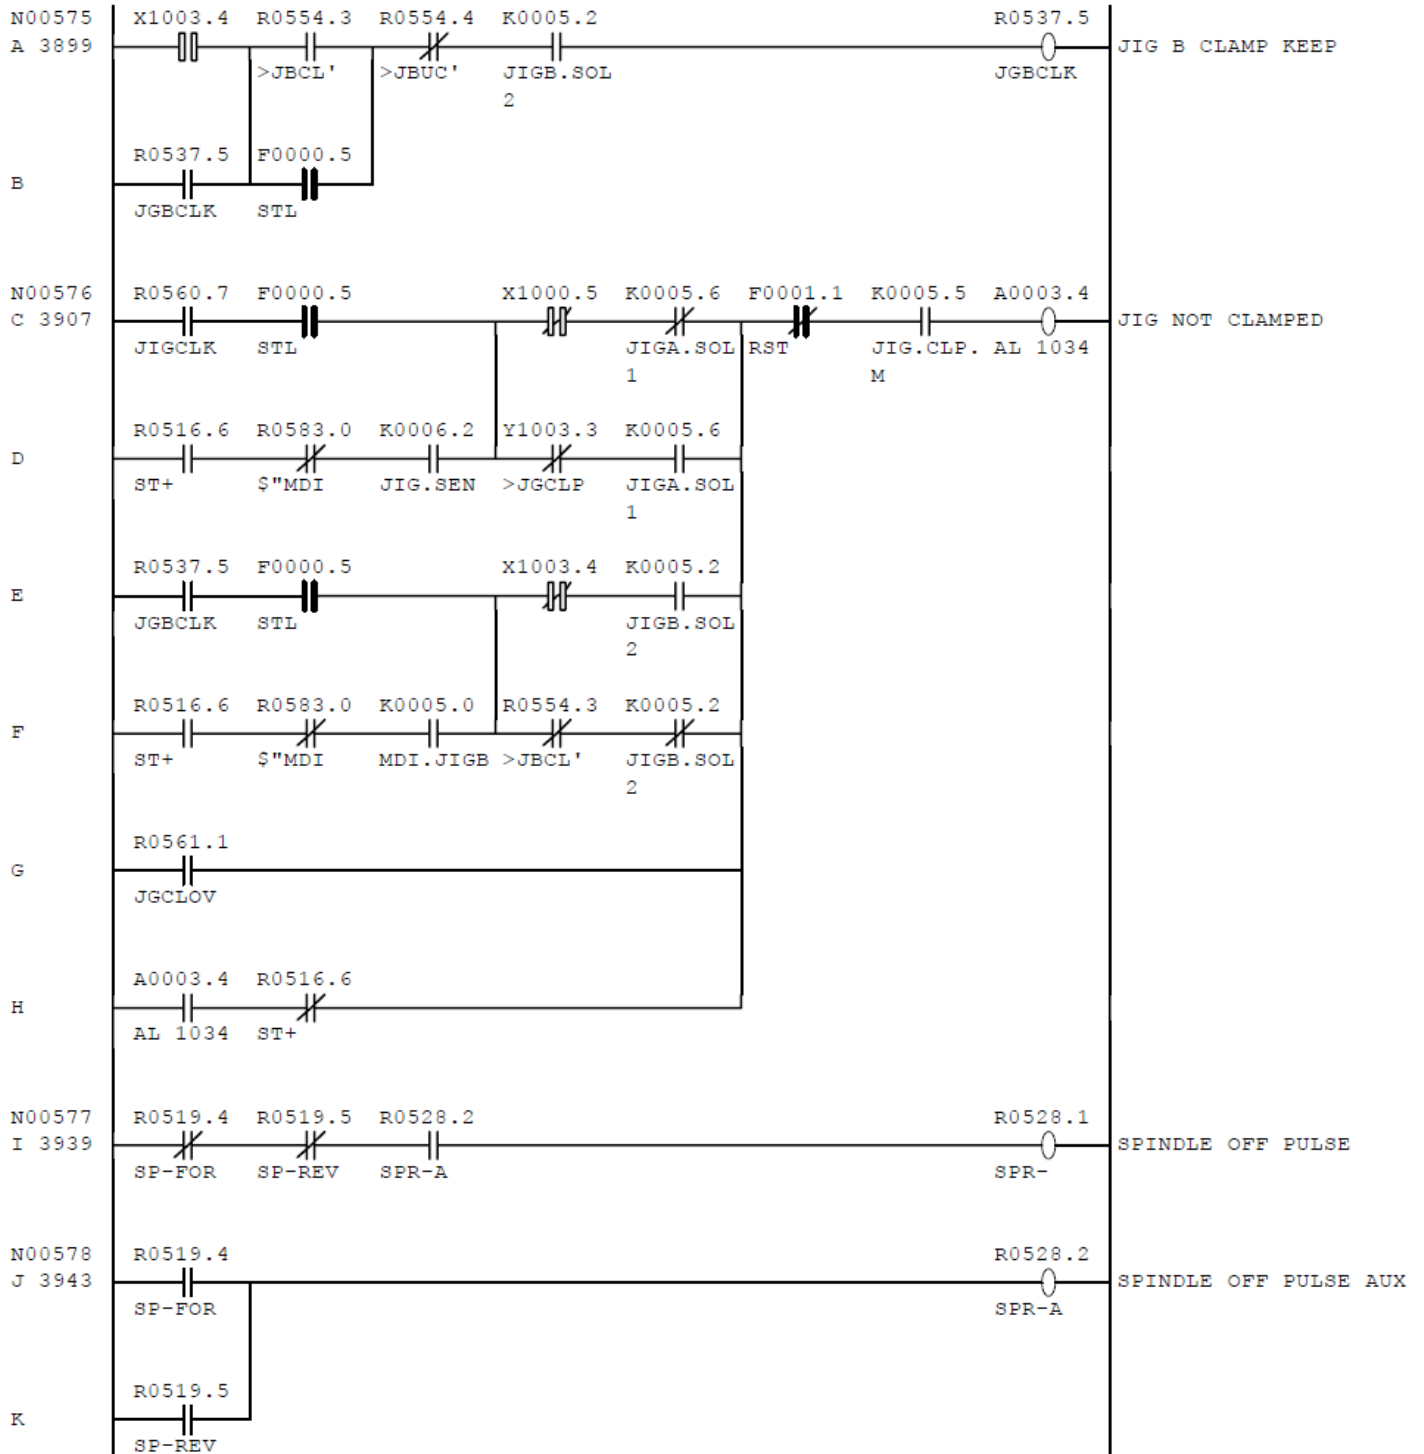 N00575 X1003.4 R0554.3 R0554.4 K0005.2 R0537.5
A 3899 JIG B CLAMP KEEP
>JBCL' >JBUC' JIGB.SOL JGBCLK
2
R0537.5 F0000.5
B
JGBCLK STL
N00576 R0560.7 F0000.5 X1000.5 K0005.6 F0001.1 K0005.5 A0003.4
C 3907 JIG NOT CLAMPED
JIGCLK STL JIGA.SOL RST JIG.CLP. AL 1034
1 M
R0516.6 R0583.0 K0006.2 Y1003.3 K0005.6
D
ST+ $"MDI JIG.SEN >JGCLP JIGA.SOL
1
R0537.5 F0000.5 X1003.4 K0005.2
E
JGBCLK STL JIGB.SOL
2
R0516.6 R0583.0 K0005.0 R0554.3 K0005.2
F
ST+ $"MDI MDI.JIGB >JBCL' JIGB.SOL
2
R0561.1
G
JGCLOV
A0003.4 R0516.6
H
AL 1034 ST+
N00577 R0519.4 R0519.5 R0528.2 R0528.1
I 3939 SPINDLE OFF PULSE
SP-FOR SP-REV SPR-A SPR-
N00578 R0519.4 R0528.2
J 3943 SPINDLE OFF PULSE AUX
SP-FOR SPR-A
R0519.5
K
SP-REV